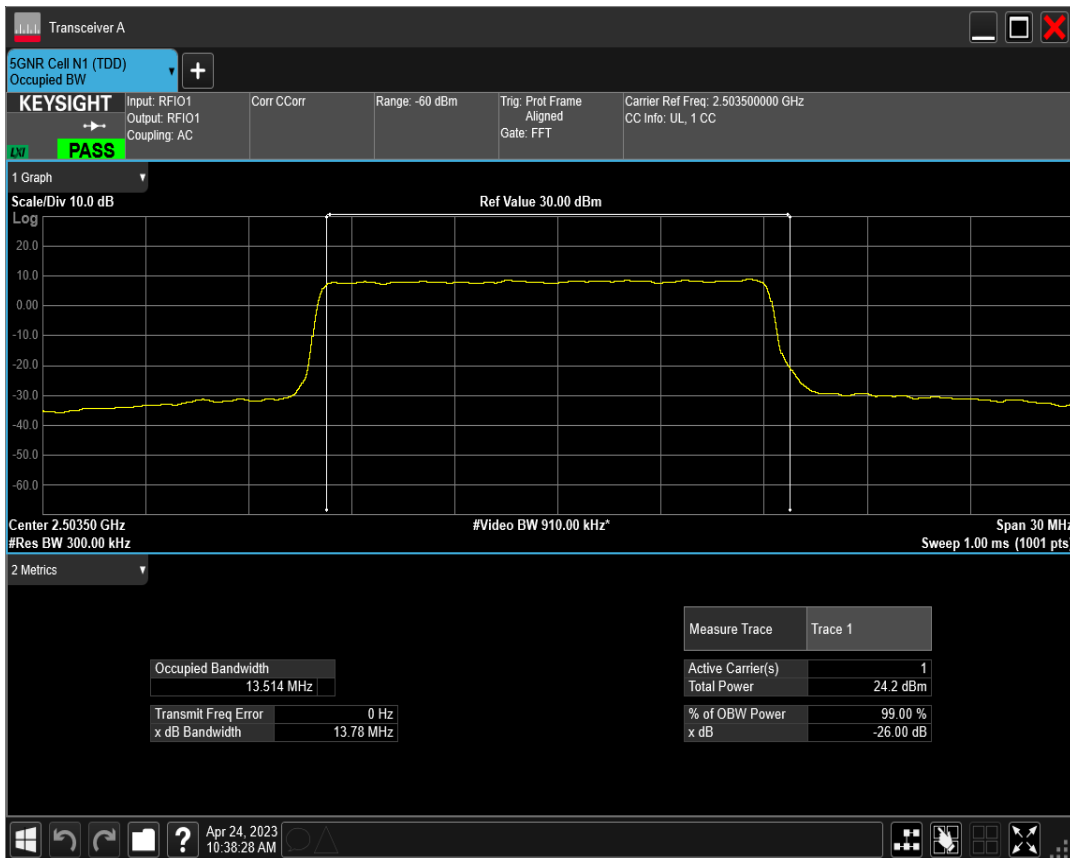 Transceiver A
5GNR Cell N1 (TDD)
Occupied BW
KEYSIGHT
LXI
PASS
Input: RFIO1
Output: RFIO1
Coupling: AC
Corr CCorr
Range: -60 dBm
Trig: Prot Frame
Aligned
Gate: FFT
Carrier Ref Freq: 2.503500000 GHz
CC Info: UL, 1 CC
1 Graph
Scale/Div 10.0 dB
Ref Value 30.00 dBm
Log
20.0
10.0
0.00
-10.0
-20.0
-30.0
-40.0
-50.0
-60.0
Center 2.50350 GHz
#Video BW 910.00 kHz*
Span 30 MHz
#Res BW 300.00 kHz
Sweep 1.00 ms (1001 pts)
2 Metrics
Measure Trace Trace 1
Occupied Bandwidth
13.514 MHz
Active Carrier(s) 1
Total Power 24.2 dBm
Transmit Freq Error 0 Hz
x dB Bandwidth 13.78 MHz
% of OBW Power 99.00 %
x dB -26.00 dB
?
Apr 24, 2023
10:38:28 AM